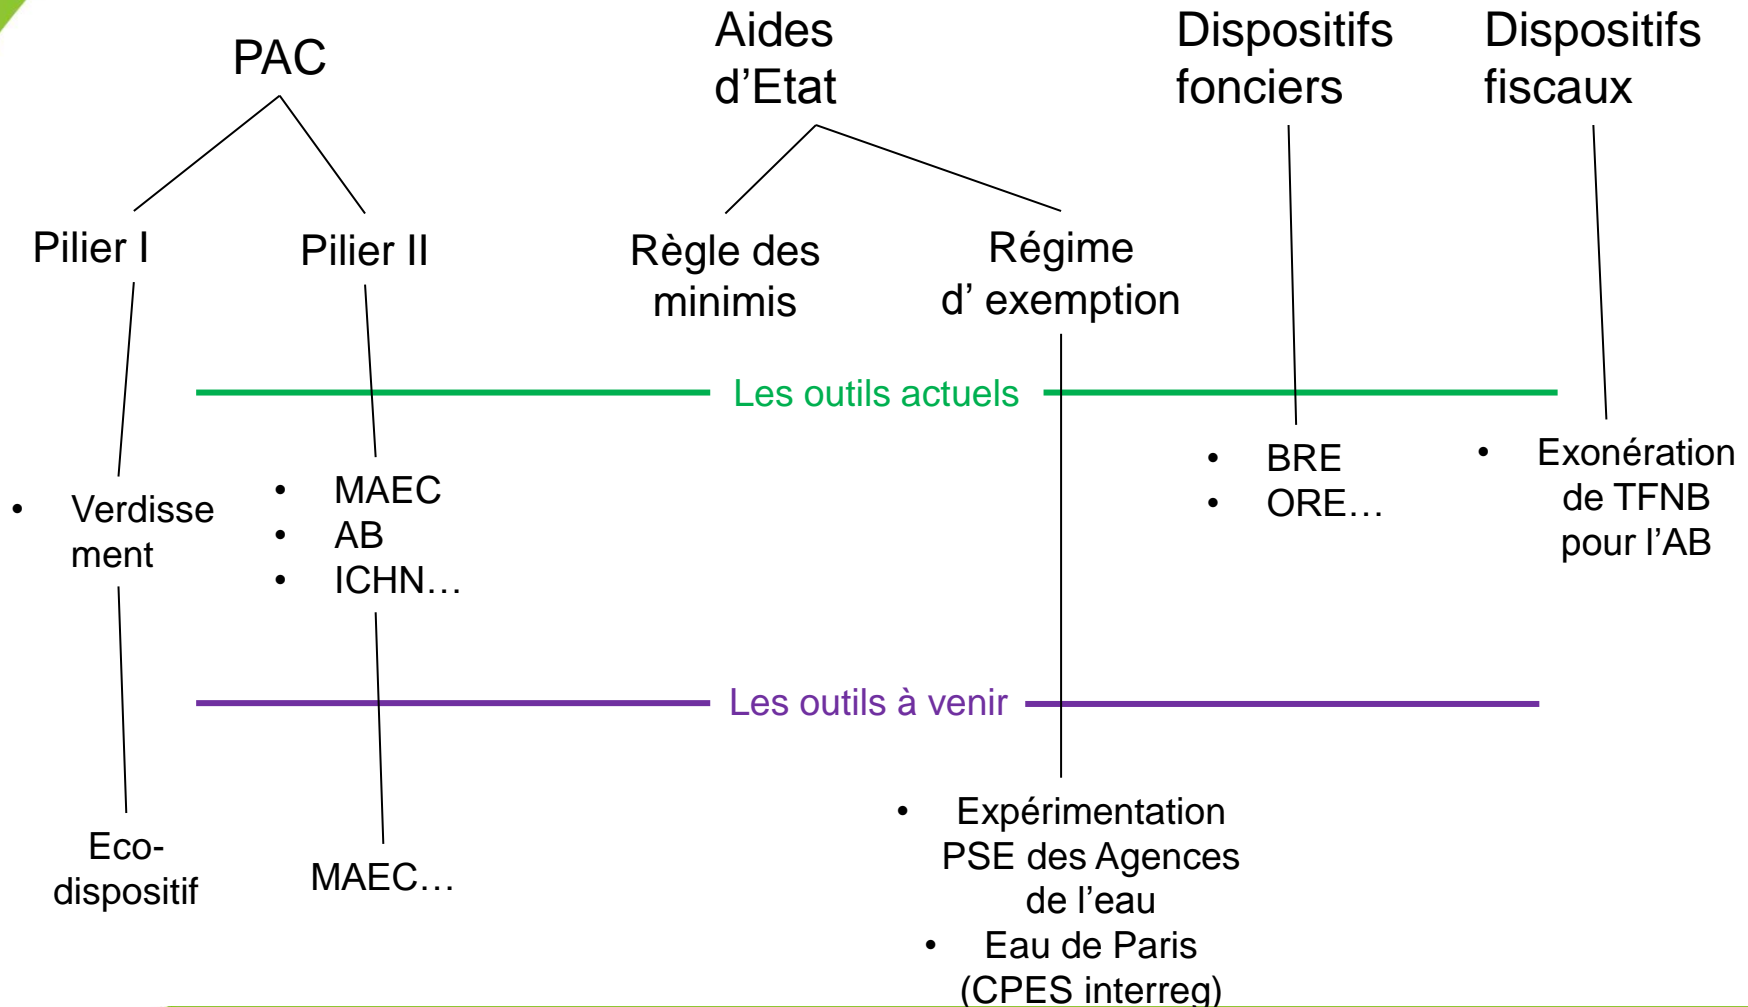 PAC
Aides
d’Etat
Dispositifs
fonciers
Dispositifs
fiscaux
Pilier I
Pilier II
Règle des
minimis
Régime
d’ exemption
Les outils actuels
• Verdisse
ment
• MAEC
• AB
• ICHN…
• BRE
• ORE…
• Exonération
de TFNB
pour l’AB
Les outils à venir
Eco-
dispositif
MAEC…
• Expérimentation
PSE des Agences
de l’eau
• Eau de Paris
(CPES interreg)